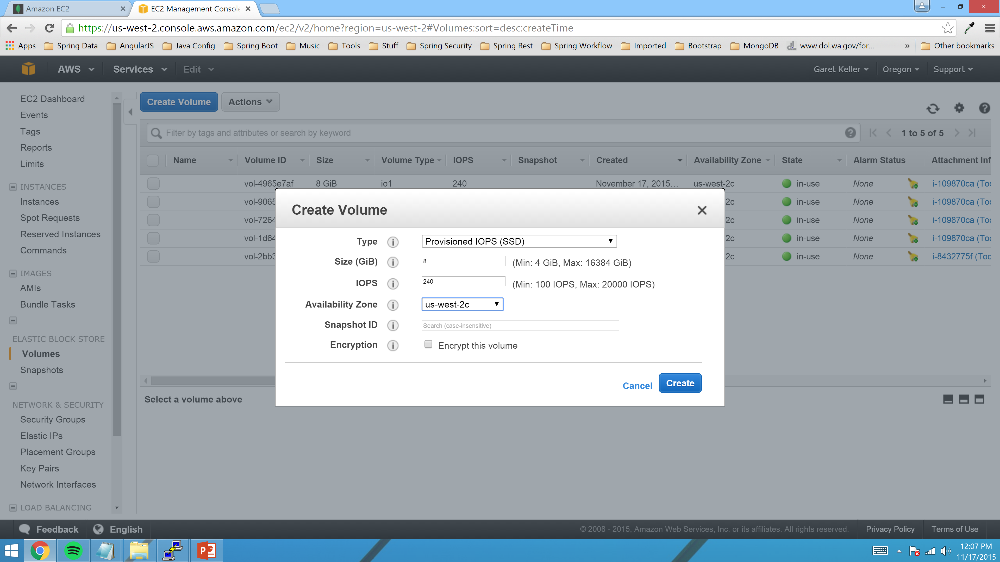 Amazon EC2
EC2 Management Console
https://us-west-2.console.aws.amazon.com/ec2/v2/home?region=us-west-2#Volumes:sort=desc:createTime
Apps Spring Data AngularJS Java Config Spring Boot Music Tools Stuff Spring Security Spring Rest Spring Workflow Imported Bootstrap MongoDB www.dol.wa.gov/for... » Other bookmarks
AWS Services Edit Garet Keller Oregon Support
EC2 Dashboard
Events
Tags
Reports
Limits
INSTANCES
Instances
Spot Requests
Reserved Instances
Commands
IMAGES
AMIs
Bundle Tasks
ELASTIC BLOCK STORE
Volumes
Snapshots
NETWORK & SECURITY
Security Groups
Elastic IPs
Placement Groups
Key Pairs
Network Interfaces
LOAD BALANCING
Create Volume Actions
Filter by tags and attributes or search by keyword
1 to 5 of 5
Name Volume ID Size Volume Type IOPS Snapshot Created Availability Zone State Alarm Status Attachment Inf
vol-4965e7af 8 GiB io1 240 November 17, 2015... us-west-2c in-use None i-109870ca (Too
vol-9065 2c in-use None i-109870ca (Too
vol-7264 2c in-use None i-109870ca (Too
vol-1d64 2c in-use None i-109870ca (Too
vol-2bb3 2c in-use None i-8432775f (Too
Create Volume
Type Provisioned IOPS (SSD)
Size (GiB) 8 (Min: 4 GiB, Max: 16384 GiB)
IOPS 240 (Min: 100 IOPS, Max: 20000 IOPS)
Availability Zone us-west-2c
Snapshot ID Search (case-insensitive)
Encryption Encrypt this volume
Cancel Create
Select a volume above
Feedback English © 2008 - 2015, Amazon Web Services, Inc. or its affiliates. All rights reserved. Privacy Policy Terms of Use
12:07 PM
11/17/2015